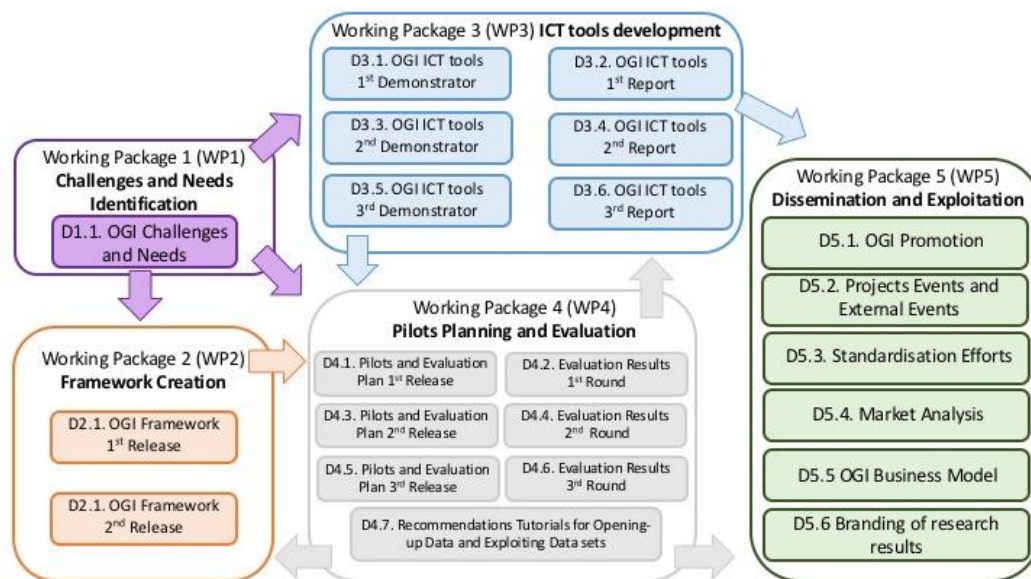 Working Package 3 (WP3) ICT tools development
D3.1. OGI ICT tools
1st Demonstrator
D3.2. OGI ICT tools
1st Report
D3.3. OGI ICT tools
2nd Demonstrator
D3.4. OGI ICT tools
2nd Report
D3.5. OGI ICT tools
3rd Demonstrator
D3.6. OGI ICT tools
3rd Report
Working Package 1 (WP1)
Challenges and Needs
Identification
D1.1. OGI Challenges
and Needs
Working Package 2 (WP2)
Framework Creation
D2.1. OGI Framework
1st Release
D2.1. OGI Framework
2nd Release
Working Package 4 (WP4)
Pilots Planning and Evaluation
D4.1. Pilots and Evaluation
Plan 1st Release
D4.2. Evaluation Results
1st Round
D4.3. Pilots and Evaluation
Plan 2nd Release
D4.4. Evaluation Results
2nd Round
D4.5. Pilots and Evaluation
Plan 3rd Release
D4.6. Evaluation Results
3rd Round
D4.7. Recommendations Tutorials for Opening-
up Data and Exploiting Data sets
Working Package 5 (WP5)
Dissemination and Exploitation
D5.1. OGI Promotion
D5.2. Projects Events and
External Events
D5.3. Standardisation Efforts
D5.4. Market Analysis
D5.5 OGI Business Model
D5.6 Branding of research
results